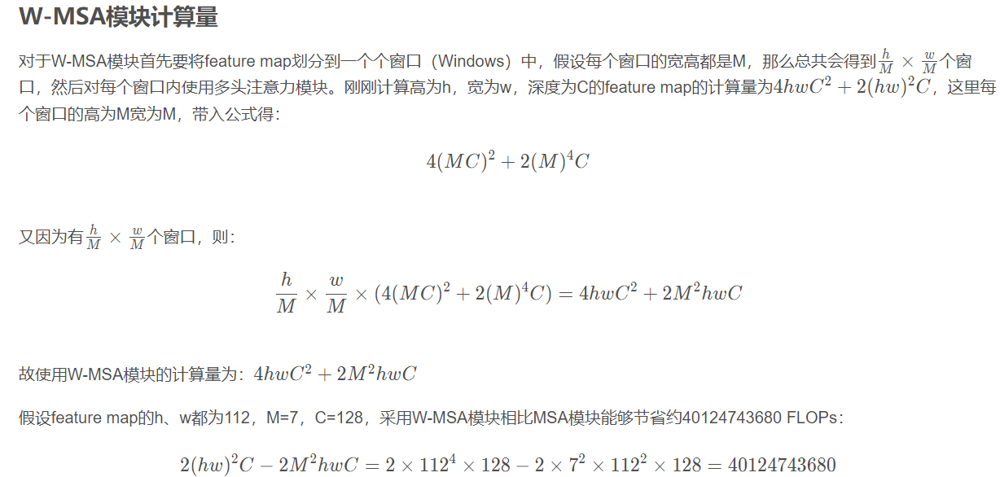 W-MSA模块计算量
对于W-MSA模块首先要将feature map划分到一个个窗口（Windows）中，假设每个窗口的宽高都是M，那么总共会得到$\frac{h}{M} \times \frac{w}{M}$个窗
口，然后对每个窗口内使用多头注意力模块。刚刚计算高为h，宽为w，深度为C的feature map的计算量为$4hwC^2 + 2(hw)^2C$，这里每
个窗口的高为M宽为M，带入公式得：
$4(MC)^2 + 2(M)^4C$
又因为有$\frac{h}{M} \times \frac{w}{M}$个窗口，则：
$\frac{h}{M} \times \frac{w}{M} \times (4(MC)^2 + 2(M)^4C) = 4hwC^2 + 2M^2hwC$
故使用W-MSA模块的计算量为：$4hwC^2 + 2M^2hwC$
假设feature map的h、w都为112，M=7，C=128，采用W-MSA模块相比MSA模块能够节省约40124743680 FLOPs：
$2(hw)^2C - 2M^2hwC = 2 \times 112^4 \times 128 - 2 \times 7^2 \times 112^2 \times 128 = 40124743680$